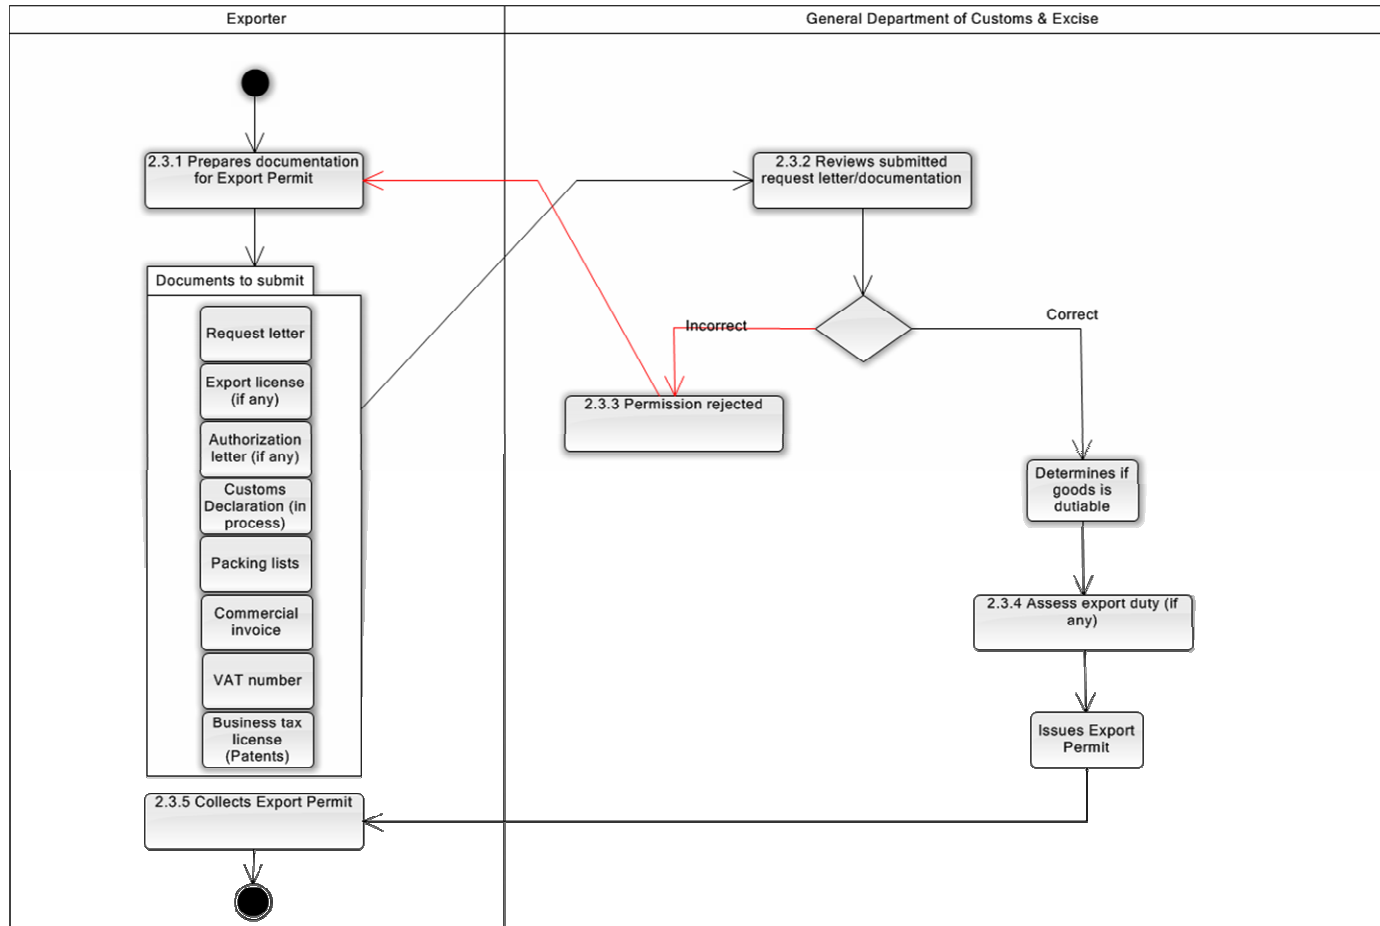 Exporter
General Department of Customs & Excise
2.3.1 Prepares documentation
for Export Permit
2.3.2 Reviews submitted
request letter/documentation
Documents to submit
Request letter
Export license
(if any)
Authorization
letter (if any)
Customs
Declaration (in
process)
Packing lists
Commercial
invoice
VAT number
Business tax
license
(Patents)
Incorrect
Correct
2.3.3 Permission rejected
Determines if
goods is
dutiable
2.3.4 Assess export duty (if
any)
Issues Export
Permit
2.3.5 Collects Export Permit